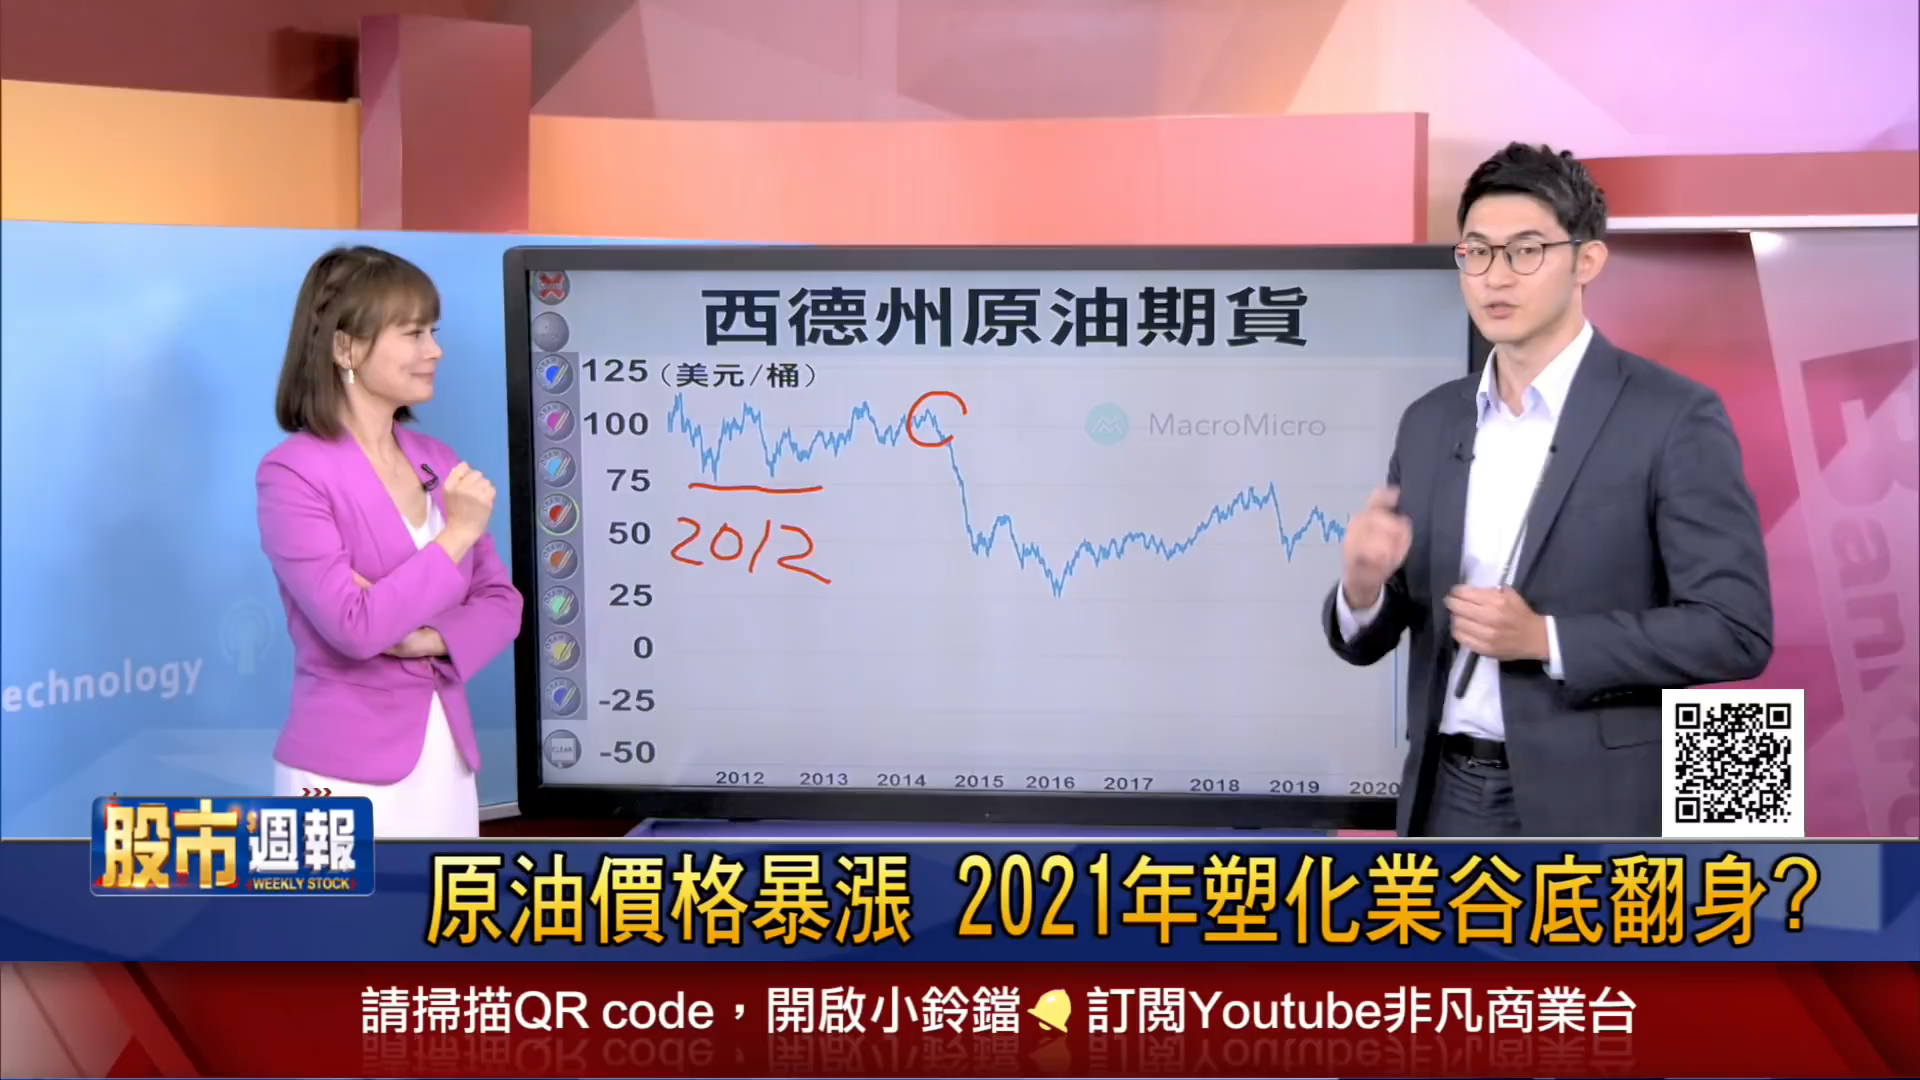 西德州原油期貨
125 (美元/桶)
100
75
50
25
0
-25
-50
MacroMicro
2012
2012 2013 2014 2015 2016 2017 2018 2019 2020
echnology
Bank
CLEAR
股市週報
WEEKLY STOCK
原油價格暴漲 2021年塑化業谷底翻身?
請掃描QR code，開啟小鈴鐺🔔訂閱Youtube非凡商業台